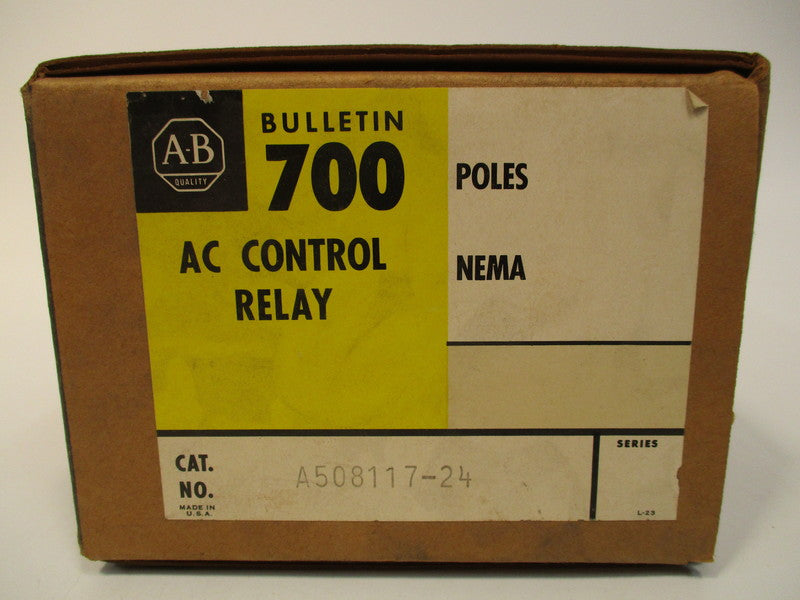 A-B
QUALITY
BULLETIN
700
AC CONTROL
RELAY
POLES
NEMA
CAT.
NO.
MADE IN
U.S.A.
A508117-24
SERIES
L-23